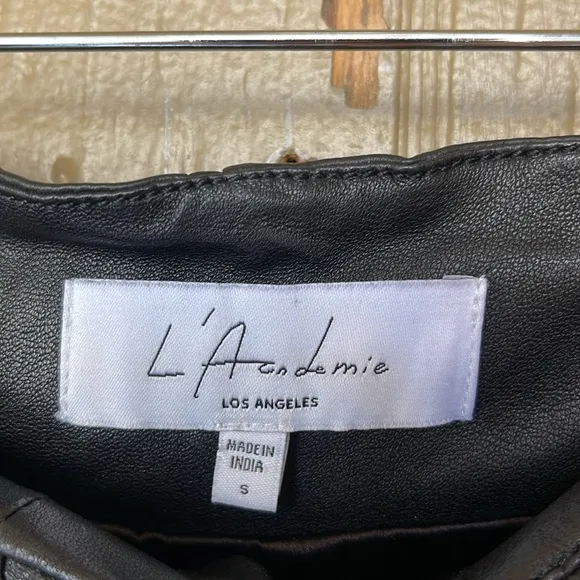 L'Academie
LOS ANGELES
MADE IN
INDIA
S